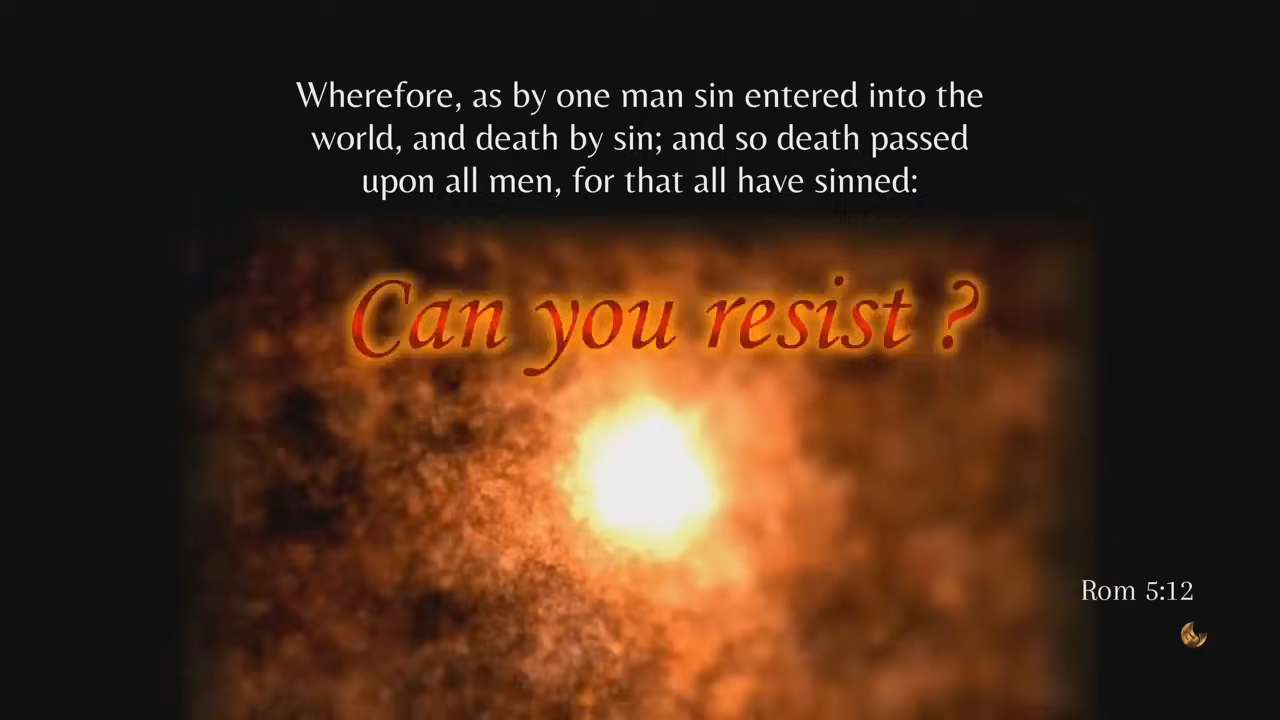 Wherefore, as by one man sin entered into the
world, and death by sin; and so death passed
upon all men, for that all have sinned:
Can you resist ?
Rom 5:12